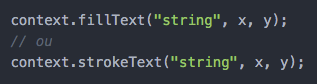 context.fillText("string", x, y);
// ou
context.strokeText("string", x, y);